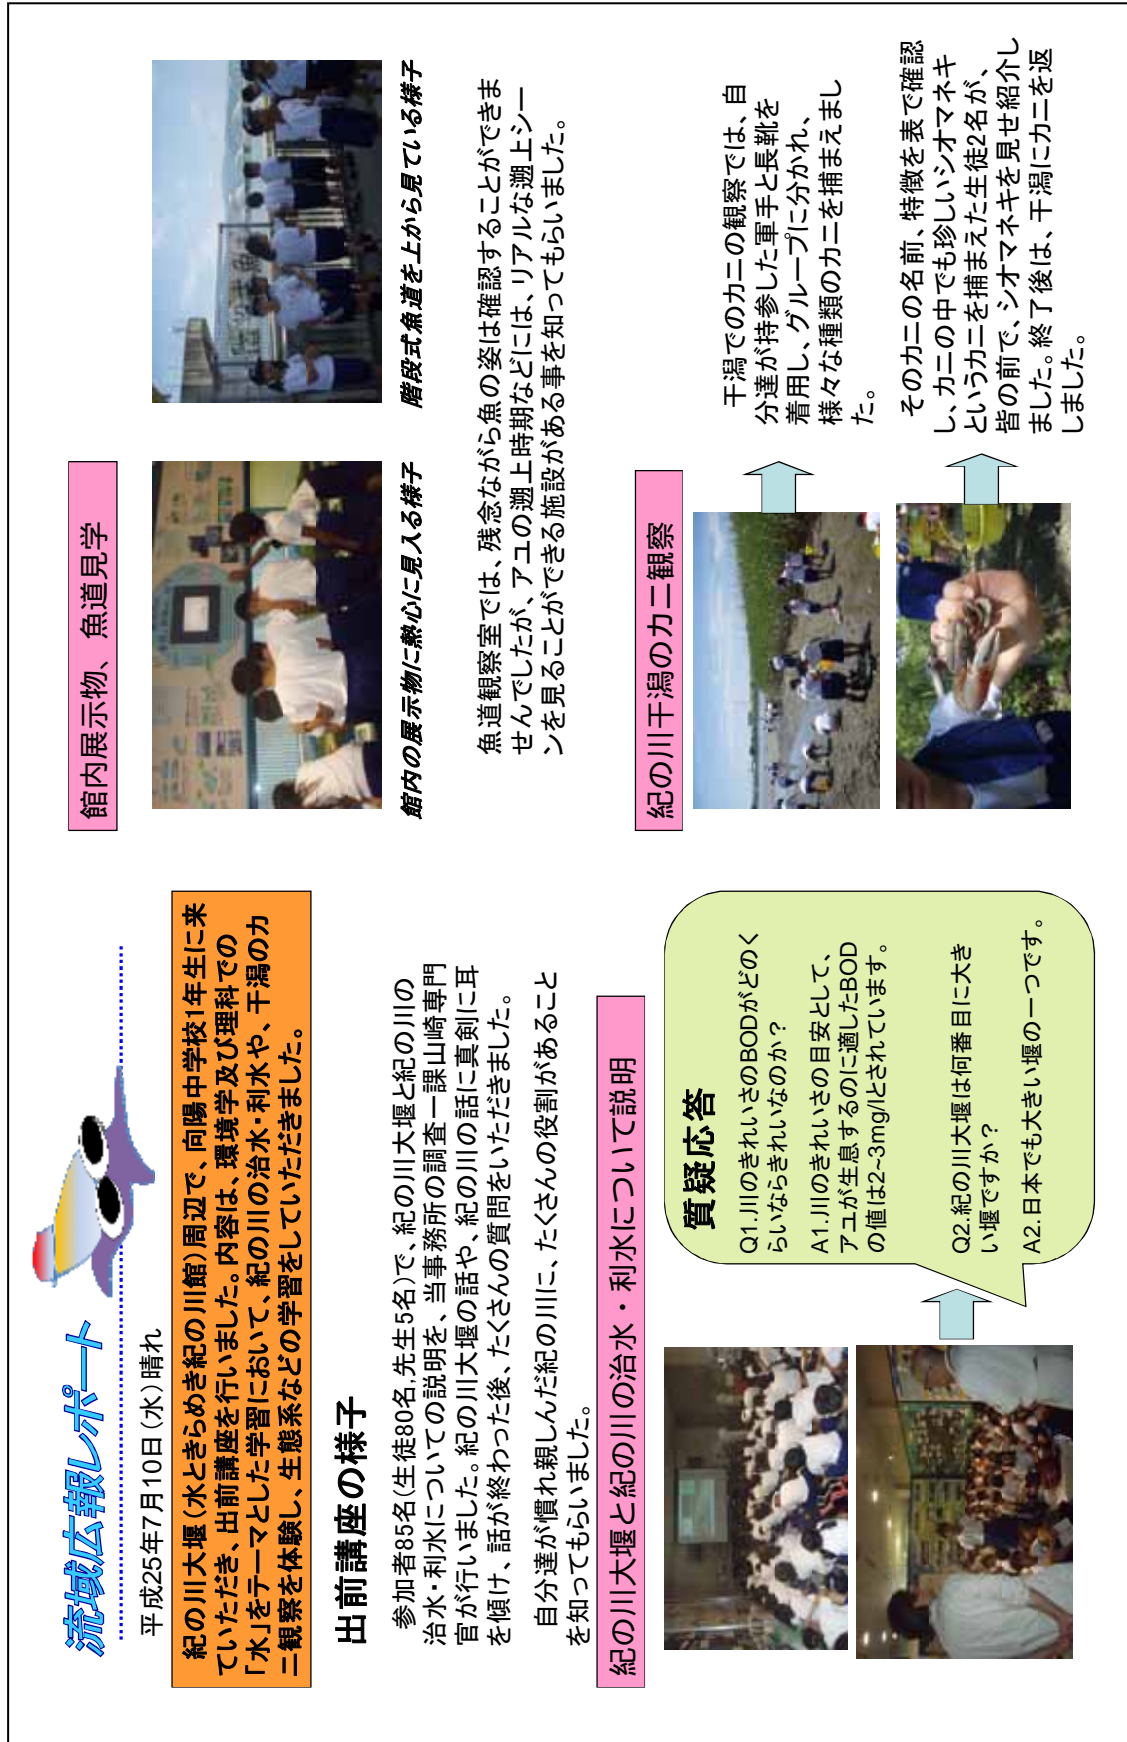 流域広報レポート
平成25年7月10日(水)晴れ
紀の川大堰(水ときらめき紀の川館)周辺で、向陽中学校1年生に来
ていただき、出前講座を行いました。内容は、環境学及び理科での
「水」をテーマとした学習において、紀の川の治水・利水や、干潟のカ
ニ観察を体験し、生態系などの学習をしていただきました。
出前講座の様子
参加者85名(生徒80名,先生5名)で、紀の川大堰と紀の川の
治水・利水についての説明を、当事務所の調査一課山崎専門
官が行いました。紀の川大堰の話や、紀の川の話に真剣に耳
を傾け、話が終わった後、たくさんの質問をいただきました。
自分達が慣れ親しんだ紀の川に、たくさんの役割があること
を知ってもらいました。
紀の川大堰と紀の川の治水・利水について説明
質疑応答
Q1.川のきれいさのBODがどのく
らいならきれいなのか？
A1.川のきれいさの目安として、
アユが生息するのに適したBOD
の値は2~3mg/lとされています。
Q2.紀の川大堰は何番目に大き
い堰ですか？
A2.日本でも大きい堰の一つです。
館内展示物、魚道見学
館内の展示物に熱心に見入る様子
階段式魚道を上から見ている様子
魚道観察室では、残念ながら魚の姿は確認することができま
せんでしたが、アユの遡上時期などには、リアルな遡上シー
ンを見ることができる施設がある事を知ってもらいました。
紀の川干潟のカニ観察
干潟でのカニの観察では、自
分達が持参した軍手と長靴を
着用し、グループに分かれ、
様々な種類のカニを捕まえまし
た。
そのカニの名前、特徴を表で確認
し、カニの中でも珍しいシオマネキ
というカニを捕まえた生徒2名が、
皆の前で、シオマネキを見せ紹介し
ました。終了後は、干潟にカニを返
しました。